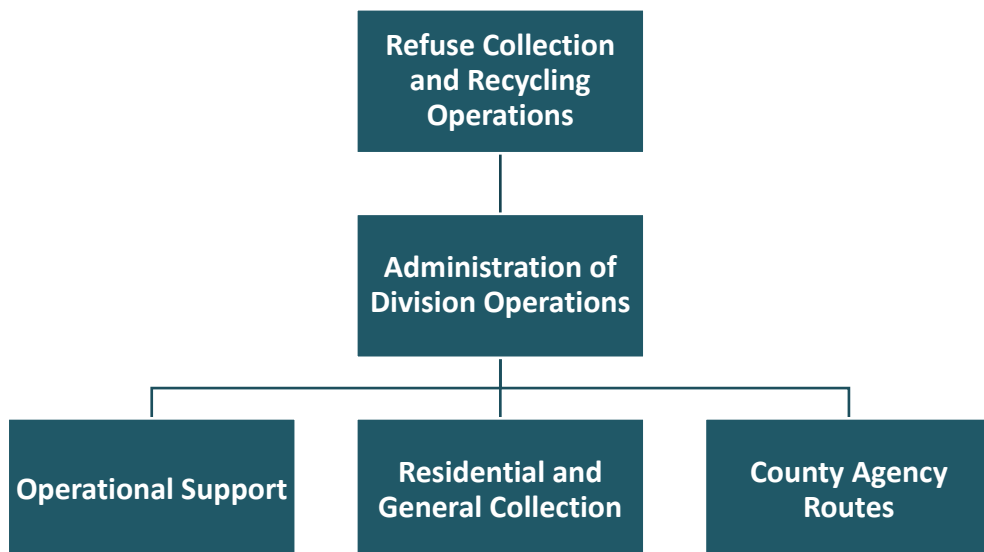 Refuse Collection
and Recycling
Operations
Administration of
Division Operations
Operational Support
Residential and
General Collection
County Agency
Routes